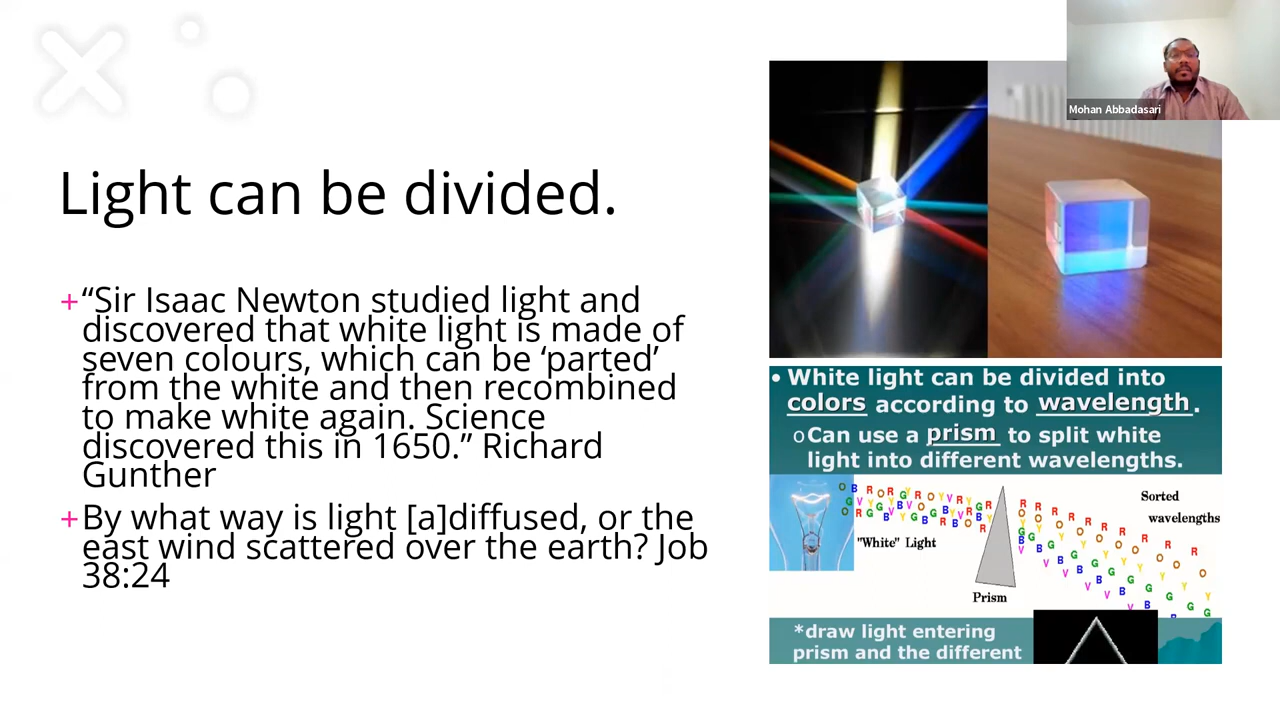 Mohan Abbadasari
Light can be divided.
+“Sir Isaac Newton studied light and
discovered that white light is made of
seven colours, which can be ‘parted’
from the white and then recombined
to make white again. Science
discovered this in 1650.” Richard
Gunther
+By what way is light [a]diffused, or the
east wind scattered over the earth? Job
38:24
• White light can be divided into
colors according to wavelength.
oCan use a prism to split white
light into different wavelengths.
Sorted
wavelengths
"White" Light
Prism
*draw light entering
prism and the different